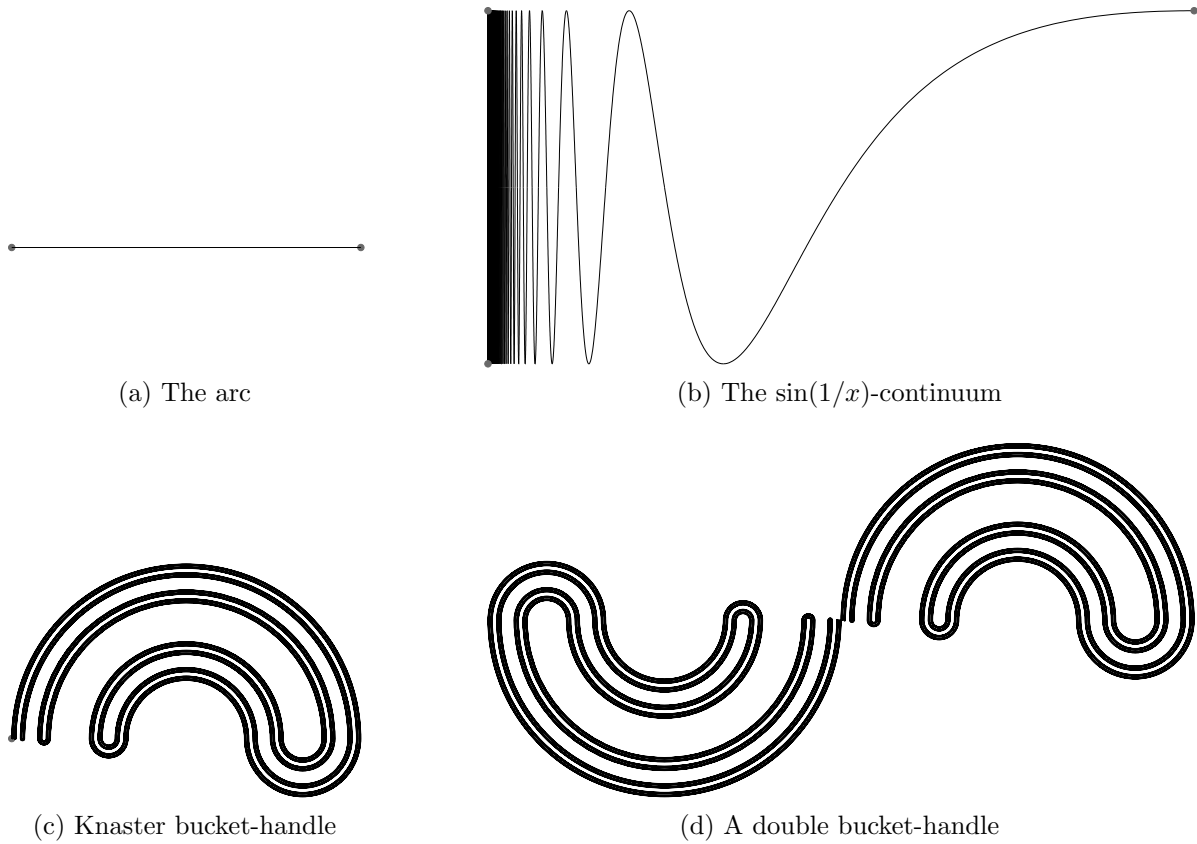 (a) The arc
(b) The sin(1/x)-continuum
(c) Knaster bucket-handle
(d) A double bucket-handle